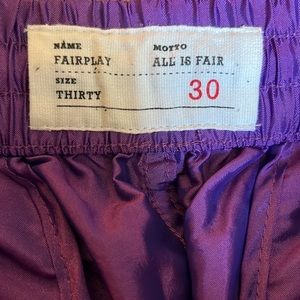 NAME MOTTO
FAIRPLAY ALL IS FAIR
SIZE
THIRTY 30